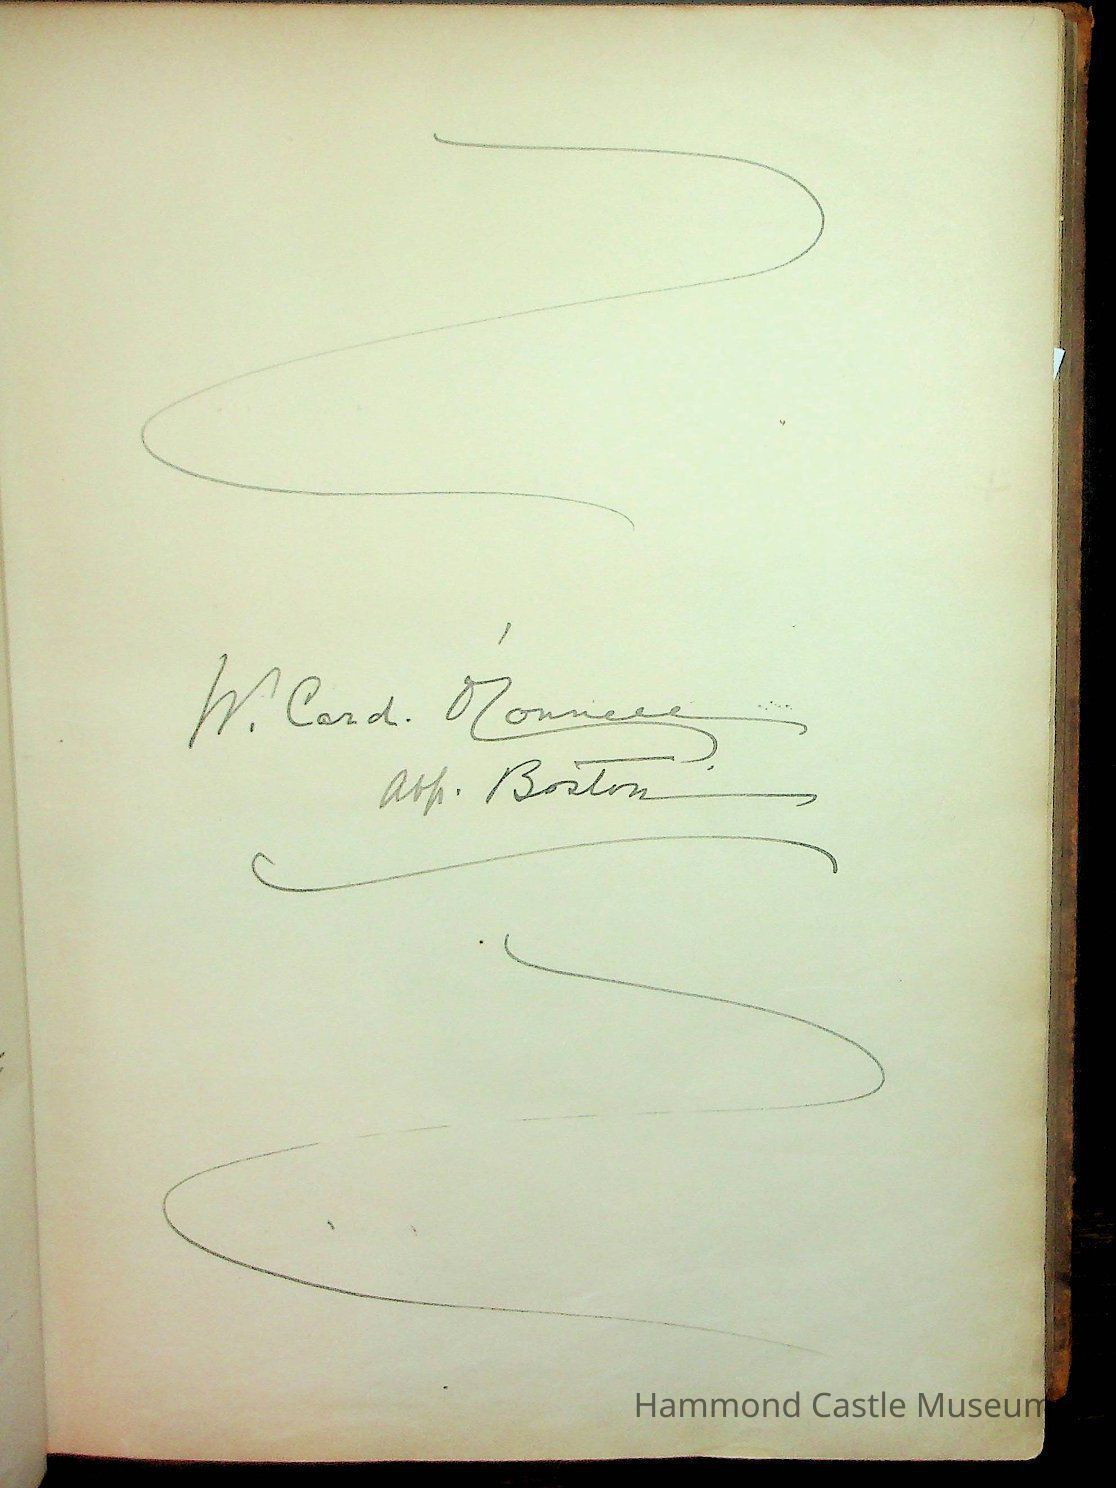 W. Card. O'Connell
Abp. Boston
Hammond Castle Museum